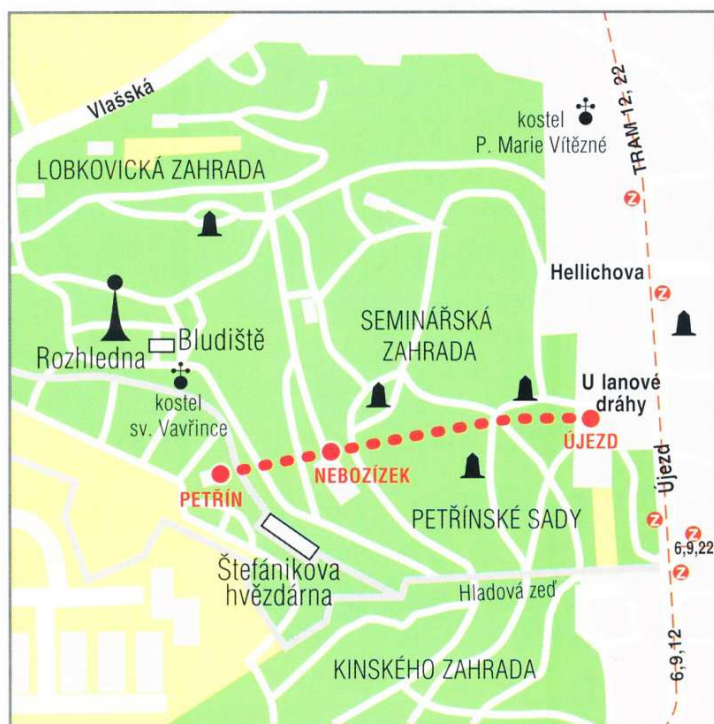 Vlašská
kostel
P. Marie Vítězné
TRAM 12, 22
LOBKOVICKÁ ZAHRADA
Z
Hellichova
Z
SEMINÁŘSKÁ
ZAHRADA
Rozhledna
Bludiště
kostel
sv. Vavřince
U lanové
dráhy
ÚJEZD
NEBOZÍZEK
PETŘÍN
Újezd
PETŘÍNSKÉ SADY
Z
Z
6,9,22
Z
Štefánikova
hvězdárna
Hladová zeď
KINSKÉHO ZAHRADA
6,9,12